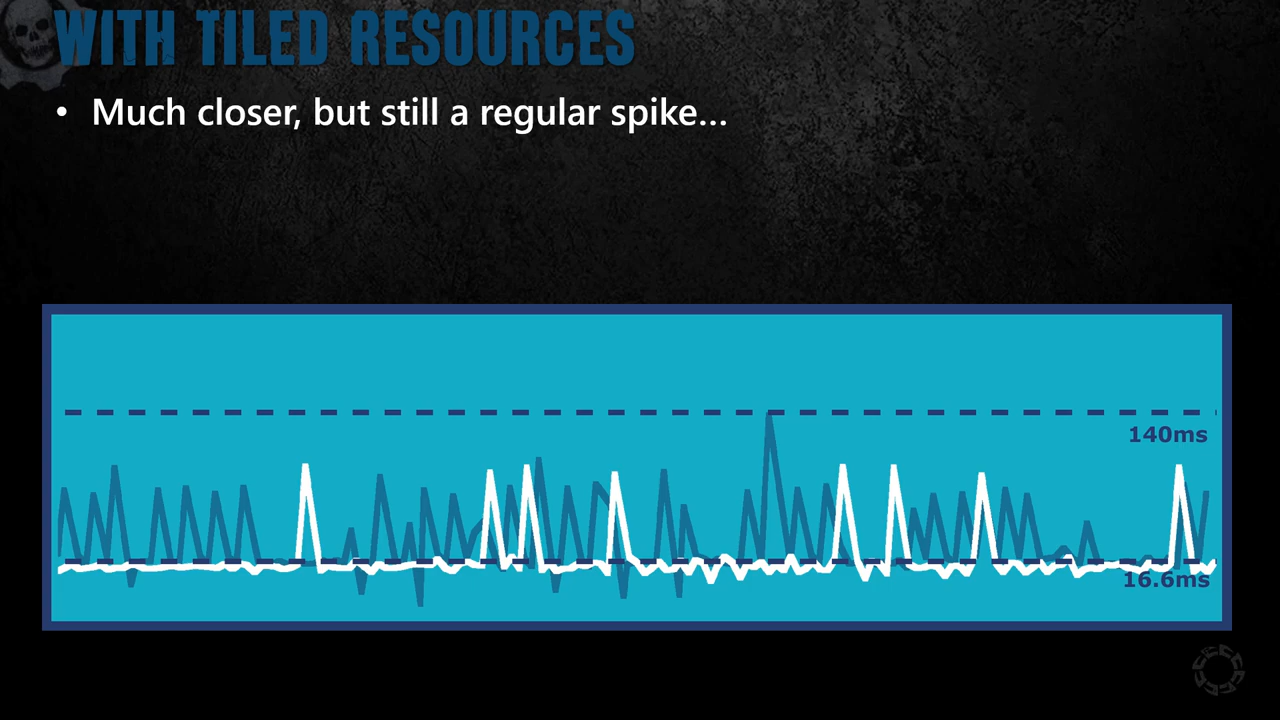 WITH TILED RESOURCES
• Much closer, but still a regular spike…
140ms
16.6ms